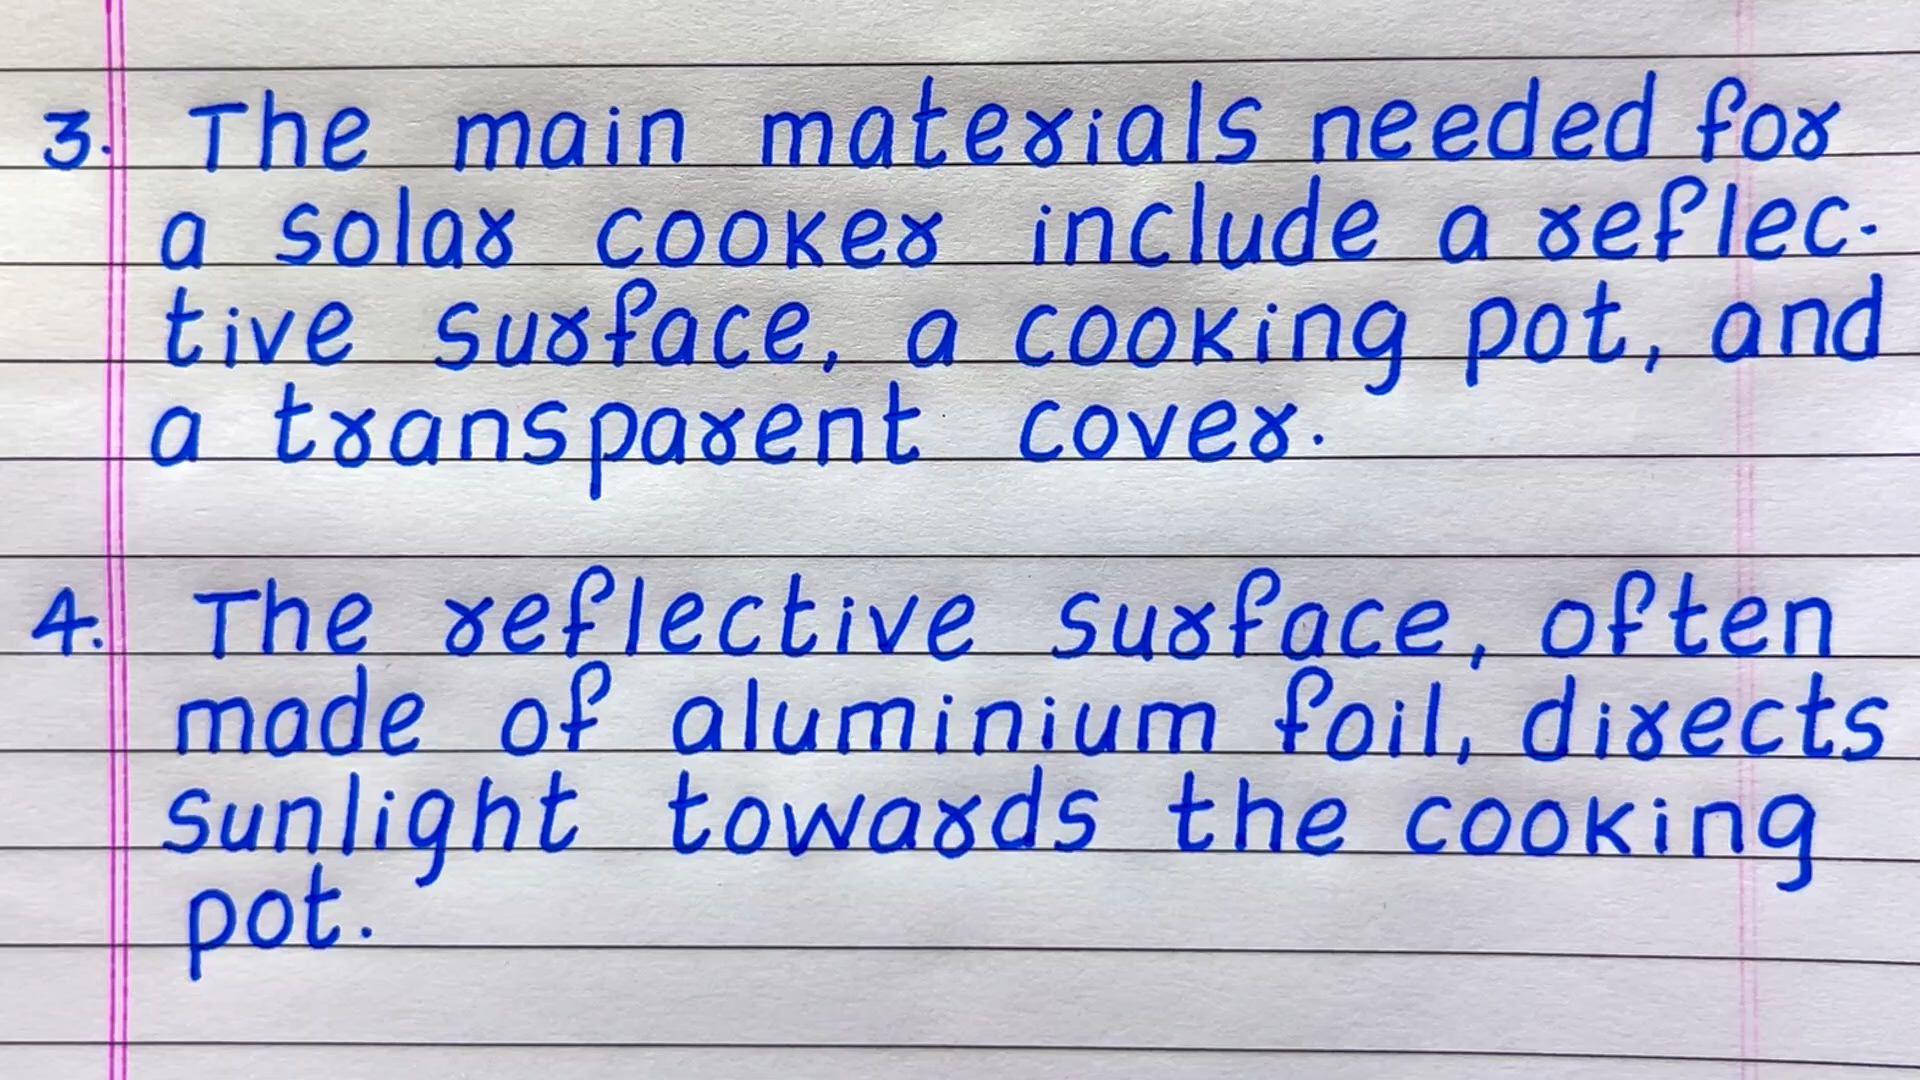 3. The main materials needed for
a solar cooker include a reflec-
tive surface, a cooking pot, and
a transparent cover.
4. The reflective surface, often
made of aluminium foil, directs
sunlight towards the cooking
pot.